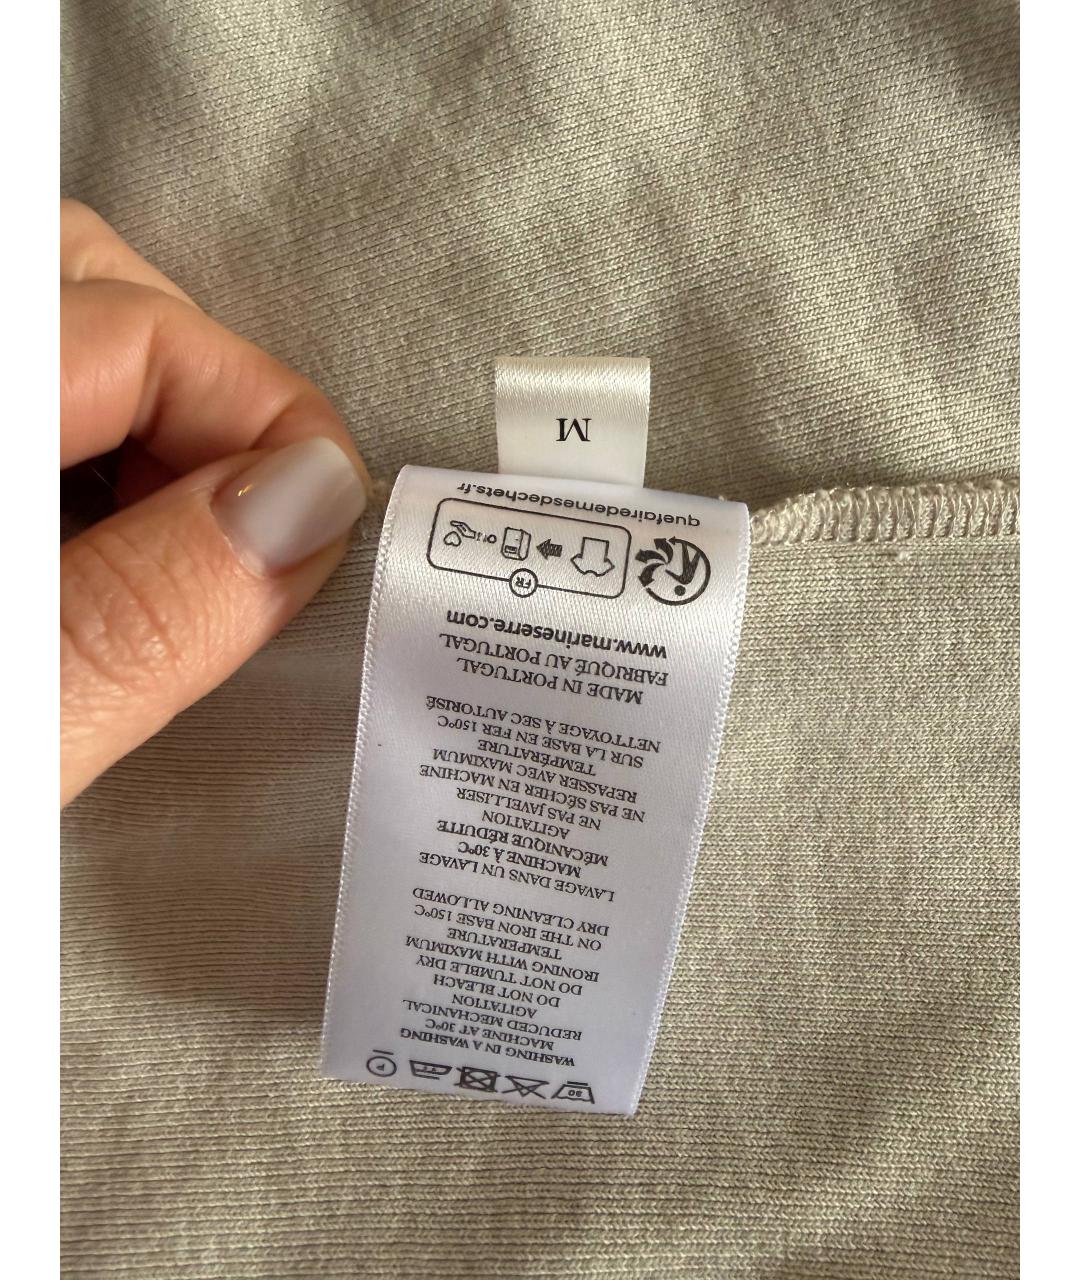 30
P
WASHING IN A WASHING
MACHINE AT 30°C
REDUCED MECHANICAL
AGITATION
DO NOT BLEACH
DO NOT TUMBLE DRY
IRONING WITH MAXIMUM
TEMPERATURE
ON THE IRON BASE 150°C
DRY CLEANING ALLOWED
LAVAGE DANS UN LAVAGE
MACHINE À 30°C
MÉCANIQUE RÉDUITE
AGITATION
NE PAS JAVELLISER
NE PAS SÉCHER EN MACHINE
REPASSER AVEC MAXIMUM
TEMPÉRATURE
SUR LA BASE EN FER 150°C
NETTOYAGE À SEC AUTORISÉ
MADE IN PORTUGAL
FABRIQUÉ AU PORTUGAL
www.marineserre.com
FR
quefairedemesdechets.fr
M